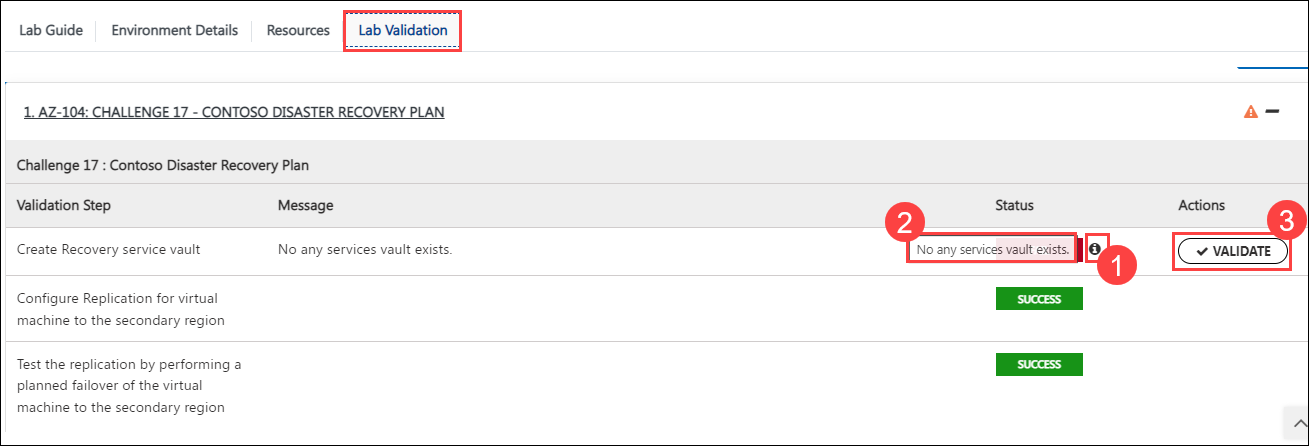 Lab Guide Environment Details Resources Lab Validation
1. AZ-104: CHALLENGE 17 - CONTOSO DISASTER RECOVERY PLAN
Challenge 17 : Contoso Disaster Recovery Plan
Validation Step Message Status Actions
2 3
Create Recovery service vault No any services vault exists. No any services vault exists. VALIDATE
1
Configure Replication for virtual
machine to the secondary region
SUCCESS
Test the replication by performing a
planned failover of the virtual
machine to the secondary region
SUCCESS